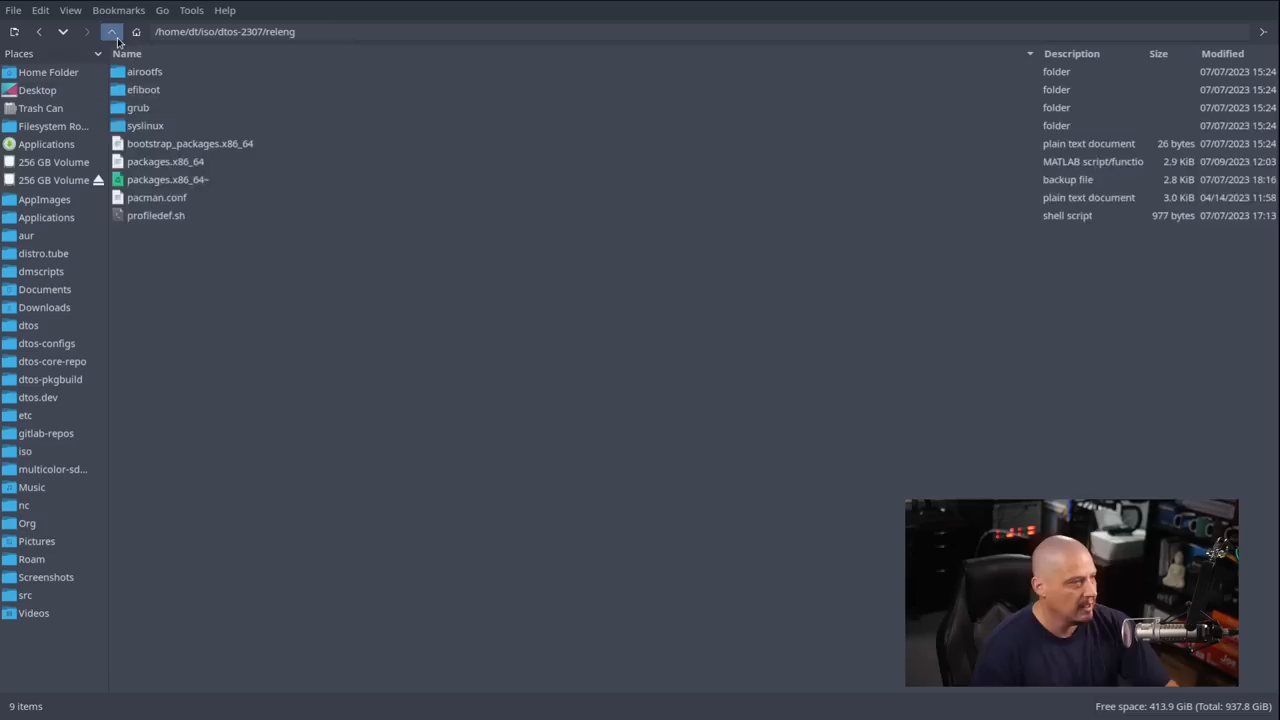 File Edit View Bookmarks Go Tools Help
/home/dt/iso/dtos-2307/releng
Places
Home Folder
Desktop
Trash Can
Filesystem Ro...
Applications
256 GB Volume
256 GB Volume
AppImages
Applications
aur
distro.tube
dmscripts
Documents
Downloads
dtos
dtos-configs
dtos-core-repo
dtos-pkgbuild
dtos.dev
etc
gitlab-repos
iso
multicolor-sd...
Music
nc
Org
Pictures
Roam
Screenshots
src
Videos
Name Description Size Modified
airootfs folder 07/07/2023 15:24
efiboot folder 07/07/2023 15:24
grub folder 07/07/2023 15:24
syslinux folder 07/07/2023 15:24
bootstrap_packages.x86_64 plain text document 26 bytes 07/07/2023 15:24
packages.x86_64 MATLAB script/functio 2.9 KiB 07/09/2023 12:03
packages.x86_64~ backup file 2.8 KiB 07/07/2023 18:16
pacman.conf plain text document 3.0 KiB 04/14/2023 11:58
profiledef.sh shell script 977 bytes 07/07/2023 17:13
9 items Free space: 413.9 GiB (Total: 937.8 GiB)